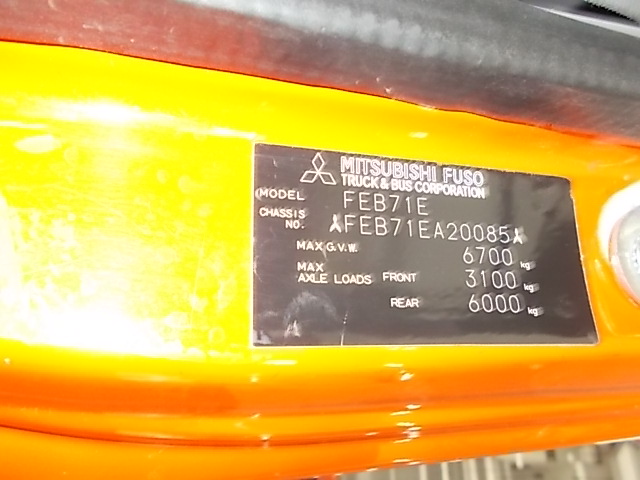 MITSUBISHI FUSO
TRUCK & BUS CORPORATION
MODEL FEB71E
CHASSIS NO. FEB71EA20085
MAX G.V.W. 6700 kg
MAX AXLE LOADS FRONT 3100 kg
REAR 6000 kg